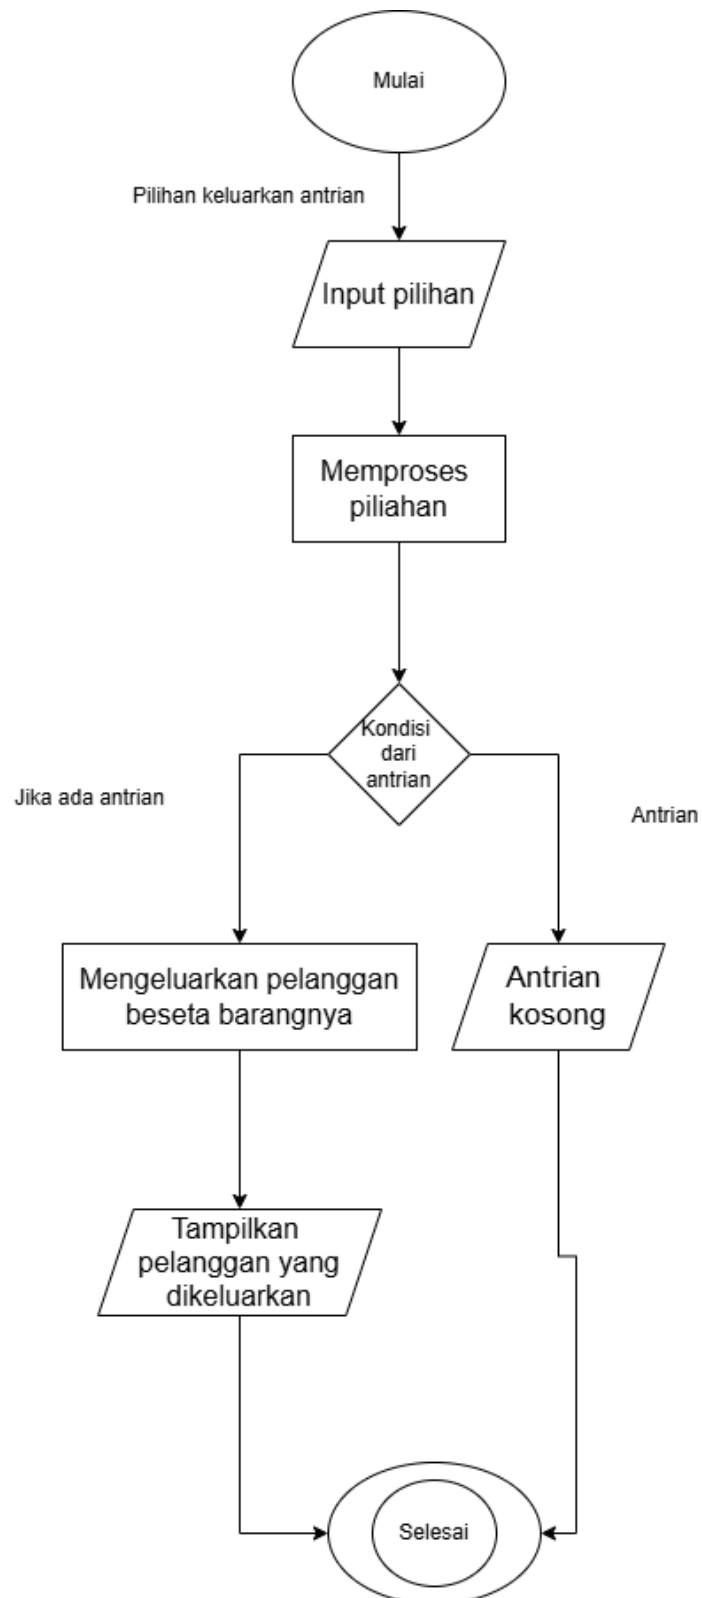 Mulai
Pilihan keluarkan antrian
Input pilihan
Memproses
piliahan
Kondisi
dari
antrian
Jika ada antrian
Antrian
Mengeluarkan pelanggan
beseta barangnya
Antrian
kosong
Tampilkan
pelanggan yang
dikeluarkan
Selesai